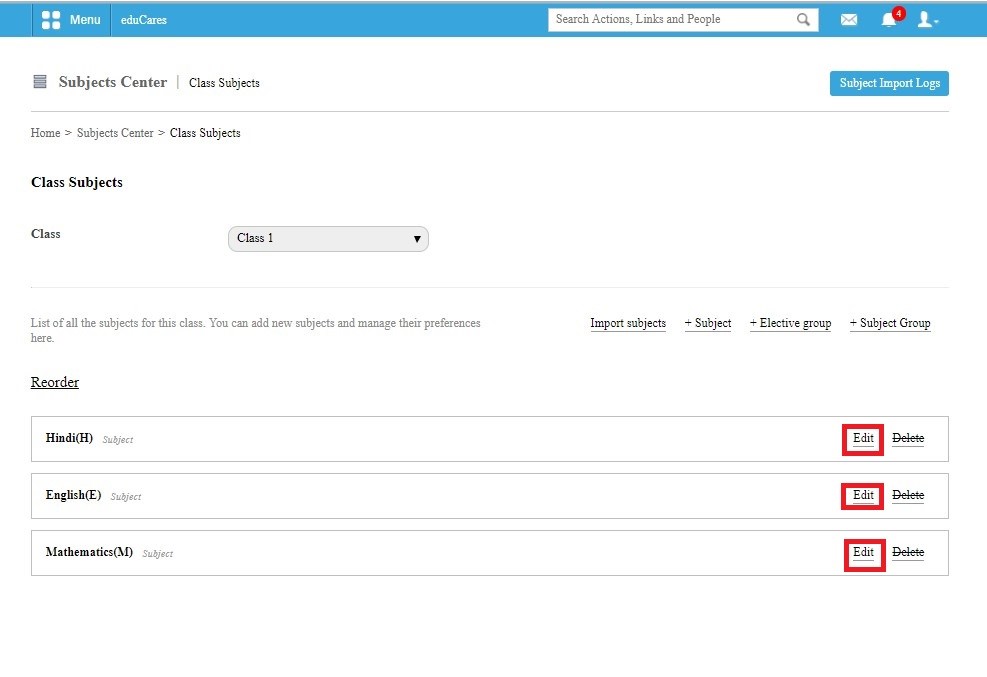 Menu eduCares Search Actions, Links and People 4
Subjects Center | Class Subjects Subject Import Logs
Home > Subjects Center > Class Subjects
Class Subjects
Class Class 1
List of all the subjects for this class. You can add new subjects and manage their preferences
here.
Import subjects + Subject + Elective group + Subject Group
Reorder
Hindi(H) Subject Edit Delete
English(E) Subject Edit Delete
Mathematics(M) Subject Edit Delete